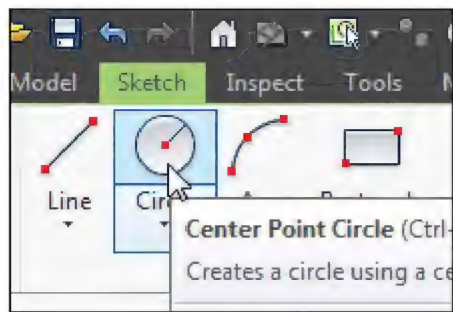 Model Sketch Inspect Tools
Line
Center Point Circle (Ctrl-
Creates a circle using a ce